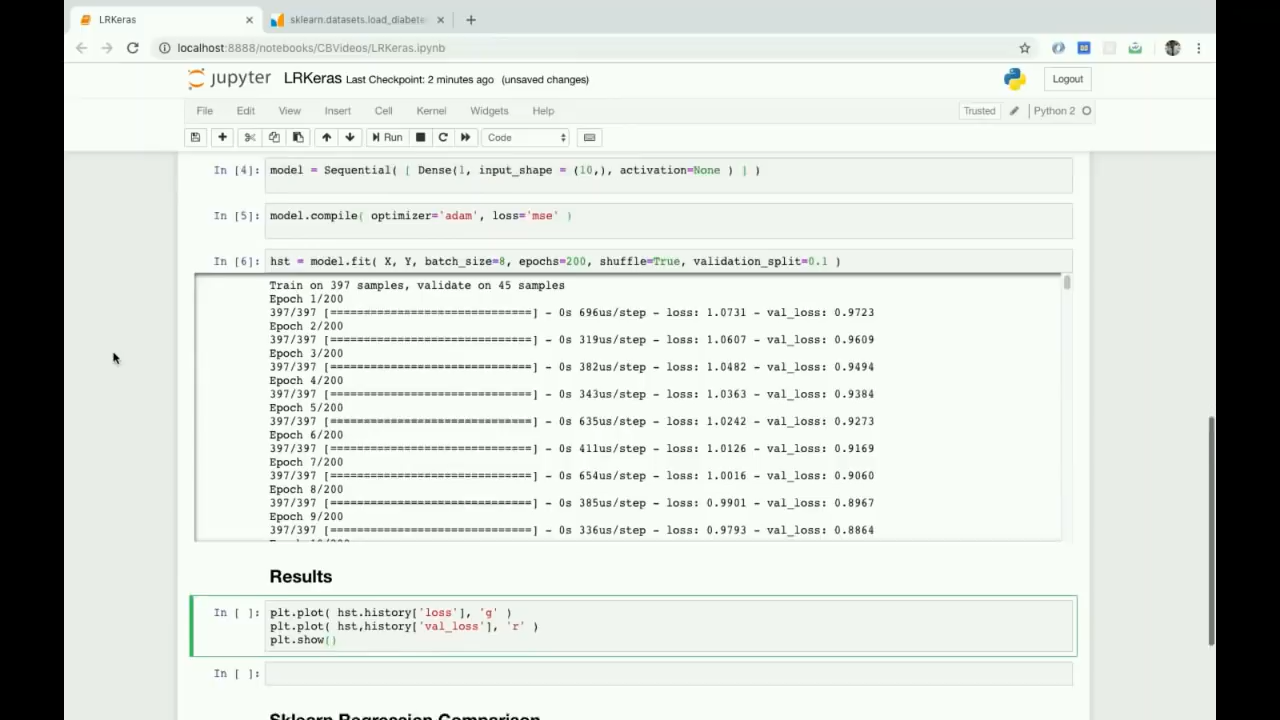 LRKeras
sklearn.datasets.load_diabete
localhost:8888/notebooks/CBVideos/LRKeras.ipynb
jupyter LRKeras Last Checkpoint: 2 minutes ago (unsaved changes)
Logout
File Edit View Insert Cell Kernel Widgets Help
Trusted Python 2
Run Code
In [4]: model = Sequential( [ Dense(1, input_shape = (10,), activation=None ) ] )
In [5]: model.compile( optimizer='adam', loss='mse' )
In [6]: hst = model.fit( X, Y, batch_size=8, epochs=200, shuffle=True, validation_split=0.1 )
Train on 397 samples, validate on 45 samples
Epoch 1/200
397/397 [==============================] - 0s 696us/step - loss: 1.0731 - val_loss: 0.9723
Epoch 2/200
397/397 [==============================] - 0s 319us/step - loss: 1.0607 - val_loss: 0.9609
Epoch 3/200
397/397 [==============================] - 0s 382us/step - loss: 1.0482 - val_loss: 0.9494
Epoch 4/200
397/397 [==============================] - 0s 343us/step - loss: 1.0363 - val_loss: 0.9384
Epoch 5/200
397/397 [==============================] - 0s 635us/step - loss: 1.0242 - val_loss: 0.9273
Epoch 6/200
397/397 [==============================] - 0s 411us/step - loss: 1.0126 - val_loss: 0.9169
Epoch 7/200
397/397 [==============================] - 0s 654us/step - loss: 1.0016 - val_loss: 0.9060
Epoch 8/200
397/397 [==============================] - 0s 385us/step - loss: 0.9901 - val_loss: 0.8967
Epoch 9/200
397/397 [==============================] - 0s 336us/step - loss: 0.9793 - val_loss: 0.8864
Results
In [ ]: plt.plot( hst.history['loss'], 'g' )
plt.plot( hst,history['val_loss'], 'r' )
plt.show()
In [ ]:
Sklearn Regression Comparison